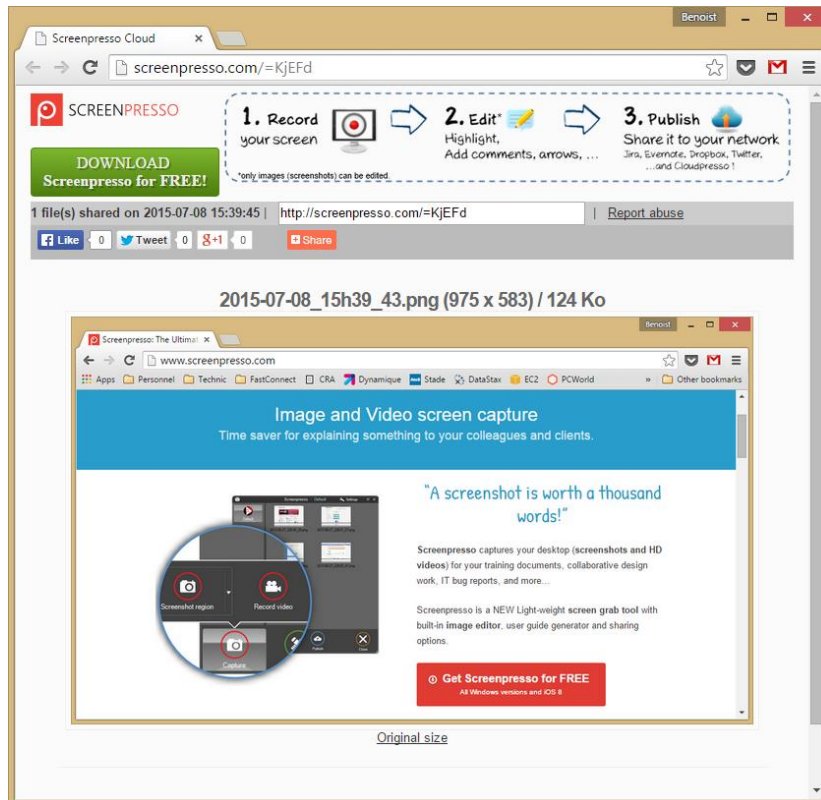 Benoist
Screenpresso Cloud
screenpresso.com/=KjEFd
SCREENPRESSO
DOWNLOAD
Screenpresso for FREE!
1. Record
your screen
2. Edit*
Highlight,
Add comments, arrows, ...
3. Publish
Share it to your network
Jira, Evernote, Dropbox, Twitter,
...and Cloudpresso !
*only images (screenshots) can be edited.
1 file(s) shared on 2015-07-08 15:39:45 | http://screenpresso.com/=KjEFd | Report abuse
Like 0 Tweet 0 g+1 0 Share
2015-07-08_15h39_43.png (975 x 583) / 124 Ko
Benoist
Screenpresso: The Ultimat
www.screenpresso.com
Apps Personnel Technic FastConnect CRA Dynamique Stade DataStax EC2 PCWorld » Other bookmarks
Image and Video screen capture
Time saver for explaining something to your colleagues and clients.
"A screenshot is worth a thousand
words!"
Screenpresso captures your desktop (screenshots and HD
videos) for your training documents, collaborative design
work, IT bug reports, and more...
Screenpresso is a NEW Light-weight screen grab tool with
built-in image editor, user guide generator and sharing
options.
Screenshot region
Record video
Capture
Get Screenpresso for FREE
All Windows versions and iOS 8
Original size